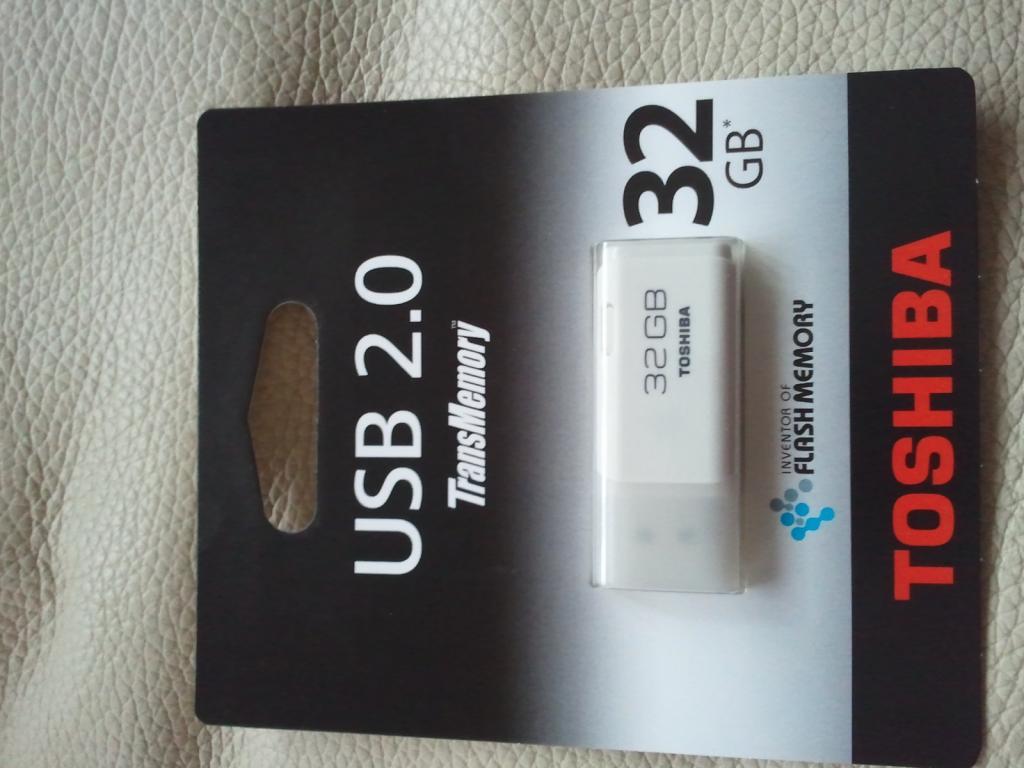 USB 2.0
TransMemory™
32
GB*
32GB
TOSHIBA
INVENTOR OF
FLASH MEMORY
TOSHIBA